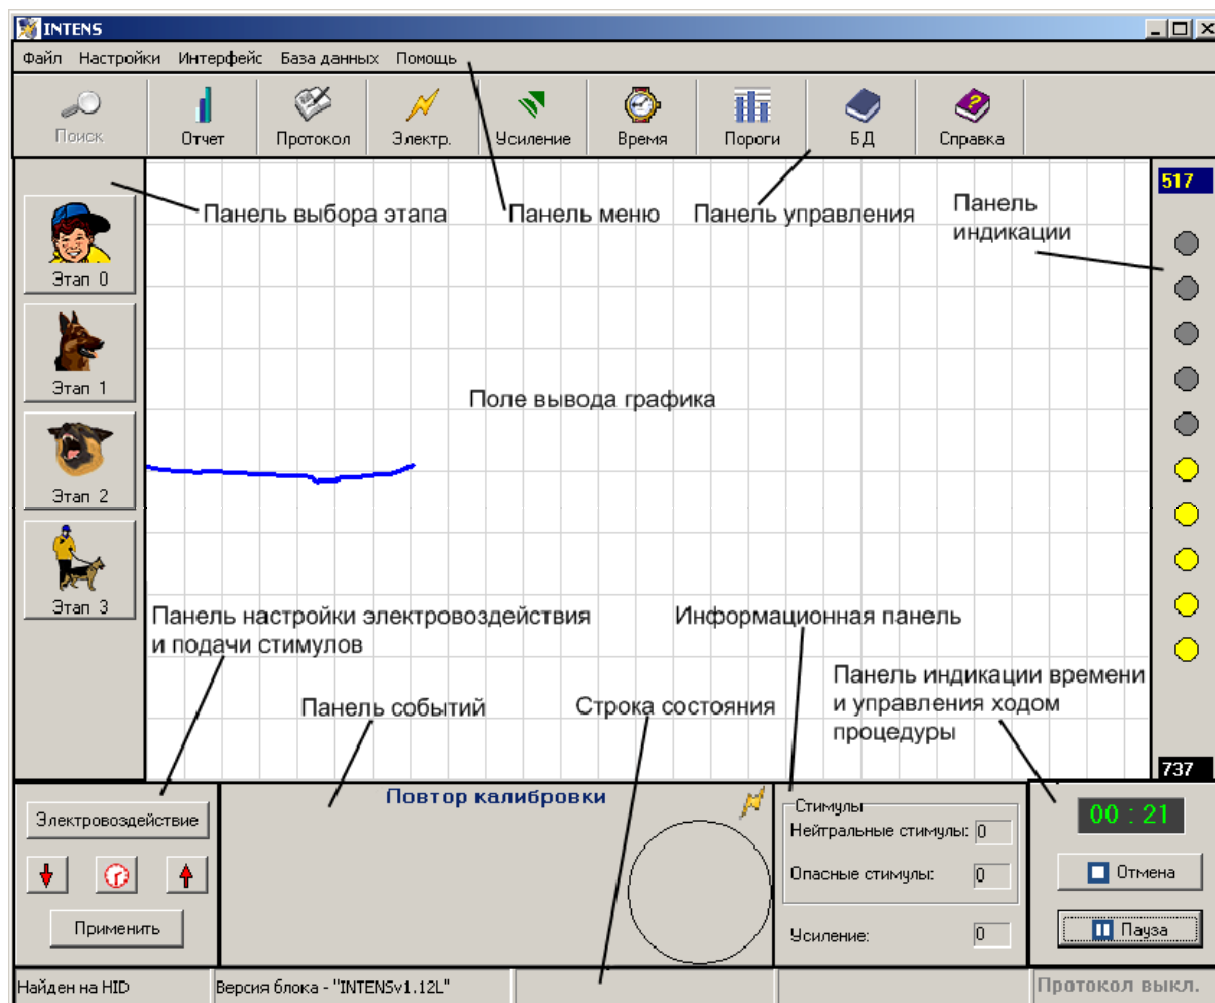 INTENS
Файл Настройки Интерфейс База данных Помощь
Поиск Отчет Протокол Электр. Усиление Время Пороги БД Справка
517
Панель выбора этапа
Панель меню
Панель управления
Панель
индикации
Этап 0
Этап 1
Поле вывода графика
Этап 2
Этап 3
Панель настройки электровоздействия
и подачи стимулов
Информационная панель
Панель индикации времени
и управления ходом
процедуры
Панель событий
Строка состояния
737
Электровоздействие
Применить
Повтор калибровки
Стимулы
Нейтральные стимулы: 0
Опасные стимулы: 0
Усиление: 0
00 : 21
Отмена
Пауза
Найден на HID
Версия блока - "INTENSv1.12L"
Протокол выкл.